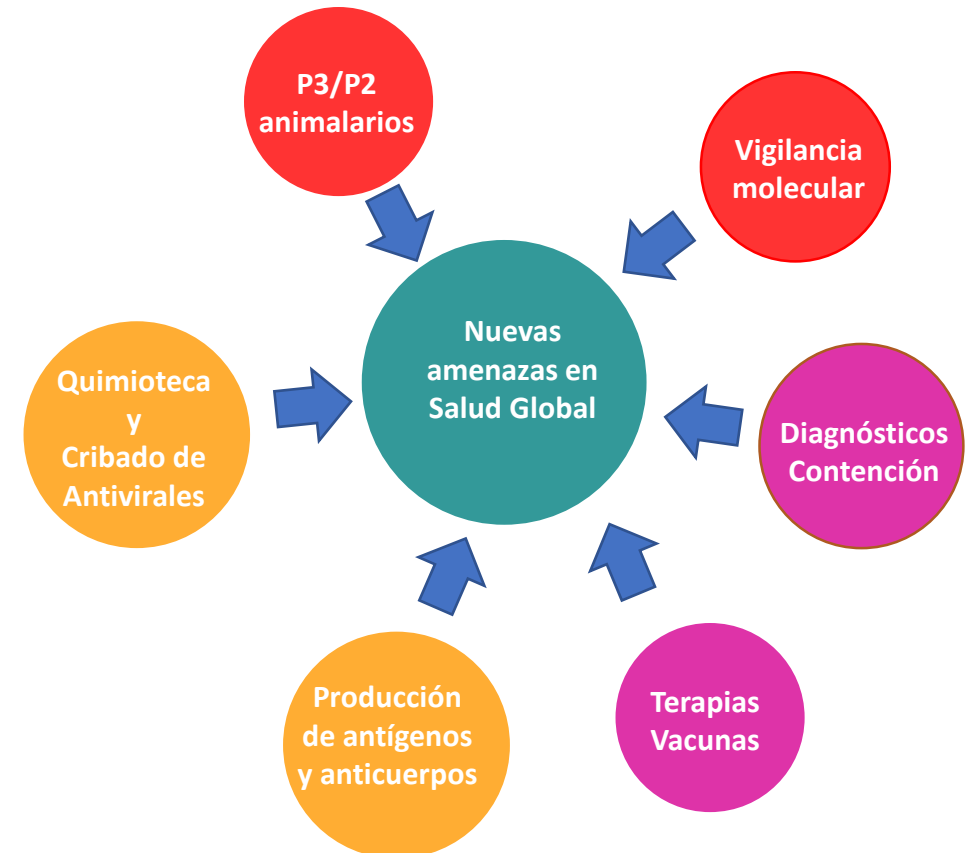 P3/P2
animalarios
Vigilancia
molecular
Nuevas
amenazas en
Salud Global
Quimioteca
y
Cribado de
Antivirales
Diagnósticos
Contención
Producción
de antígenos
y anticuerpos
Terapias
Vacunas